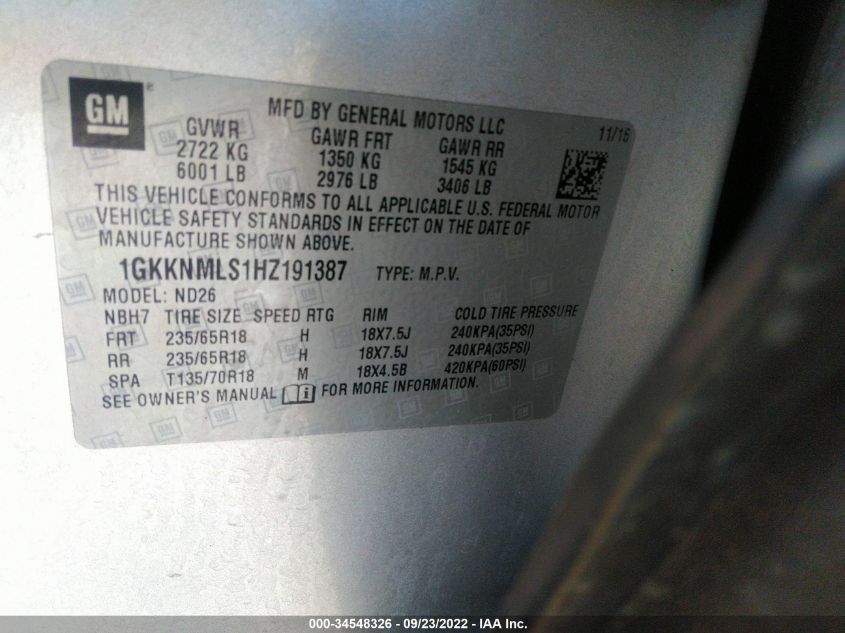 GM ®
MFD BY GENERAL MOTORS LLC 11/16
GVWR GAWR FRT GAWR RR
2722 KG 1350 KG 1545 KG
6001 LB 2976 LB 3406 LB
THIS VEHICLE CONFORMS TO ALL APPLICABLE U.S. FEDERAL MOTOR
VEHICLE SAFETY STANDARDS IN EFFECT ON THE DATE OF
MANUFACTURE SHOWN ABOVE.
1GKKNMLS1HZ191387 TYPE: M.P.V.
MODEL: ND26
NBH7 TIRE SIZE SPEED RTG RIM COLD TIRE PRESSURE
FRT 235/65R18 H 18X7.5J 240KPA(35PSI)
RR 235/65R18 H 18X7.5J 240KPA(35PSI)
SPA T135/70R18 M 18X4.5B 420KPA(60PSI)
SEE OWNER'S MANUAL i FOR MORE INFORMATION.
000-34548326 - 09/23/2022 - IAA Inc.